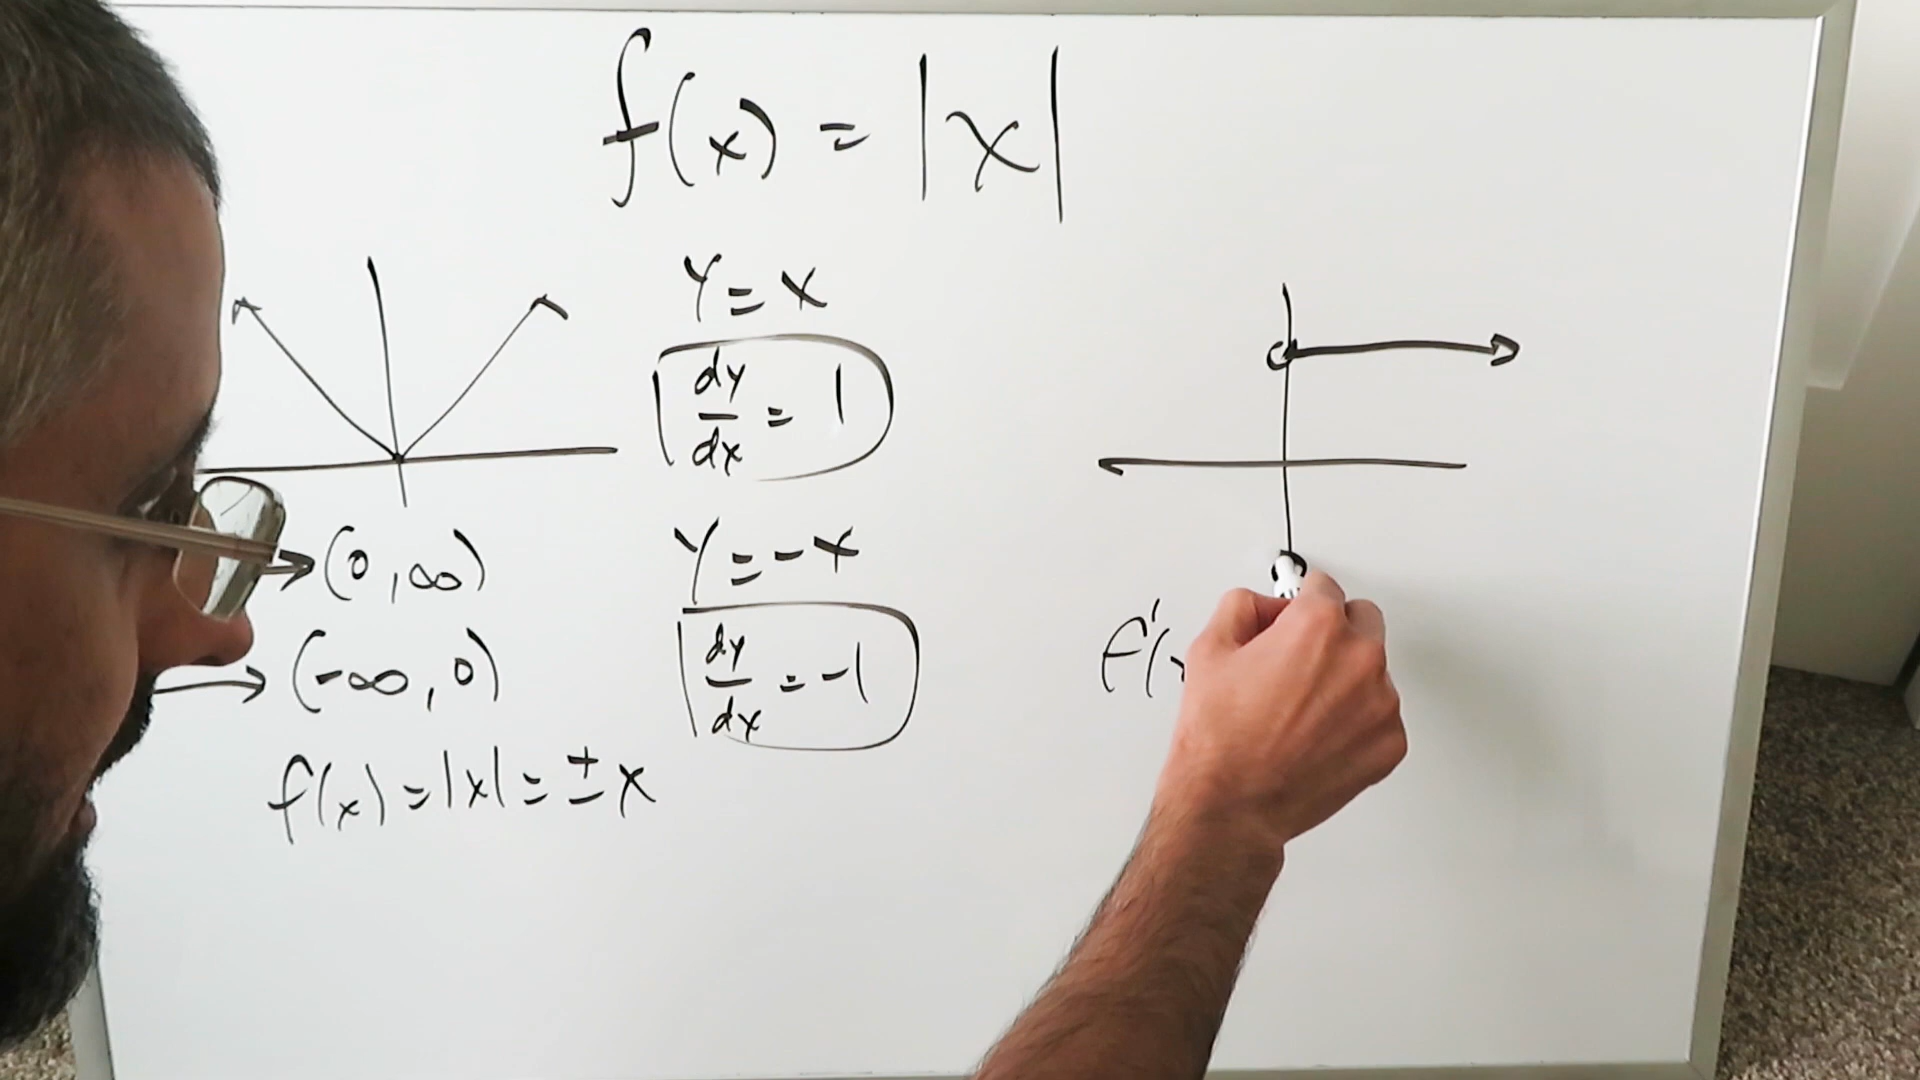 f(x) = |x|
y = x
dy/dx = 1
(0, ∞)
y = -x
(-∞, 0)
dy/dx = -1
f(x) = |x| = ± x
f'(